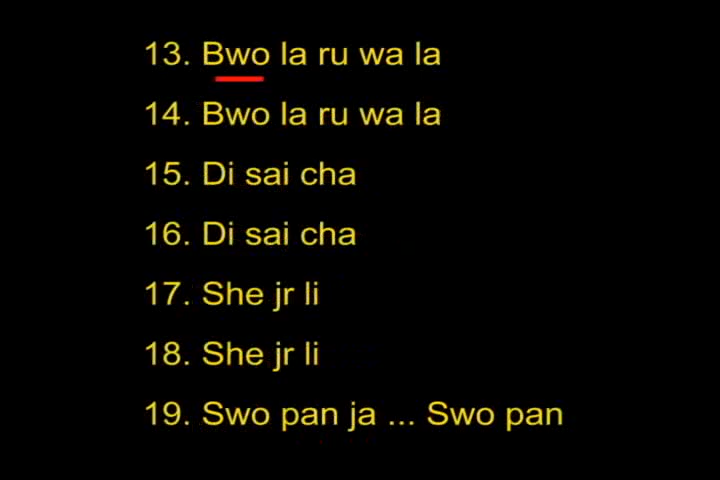 13. Bwo la ru wa la
14. Bwo la ru wa la
15. Di sai cha
16. Di sai cha
17. She jr li
18. She jr li
19. Swo pan ja ... Swo pan